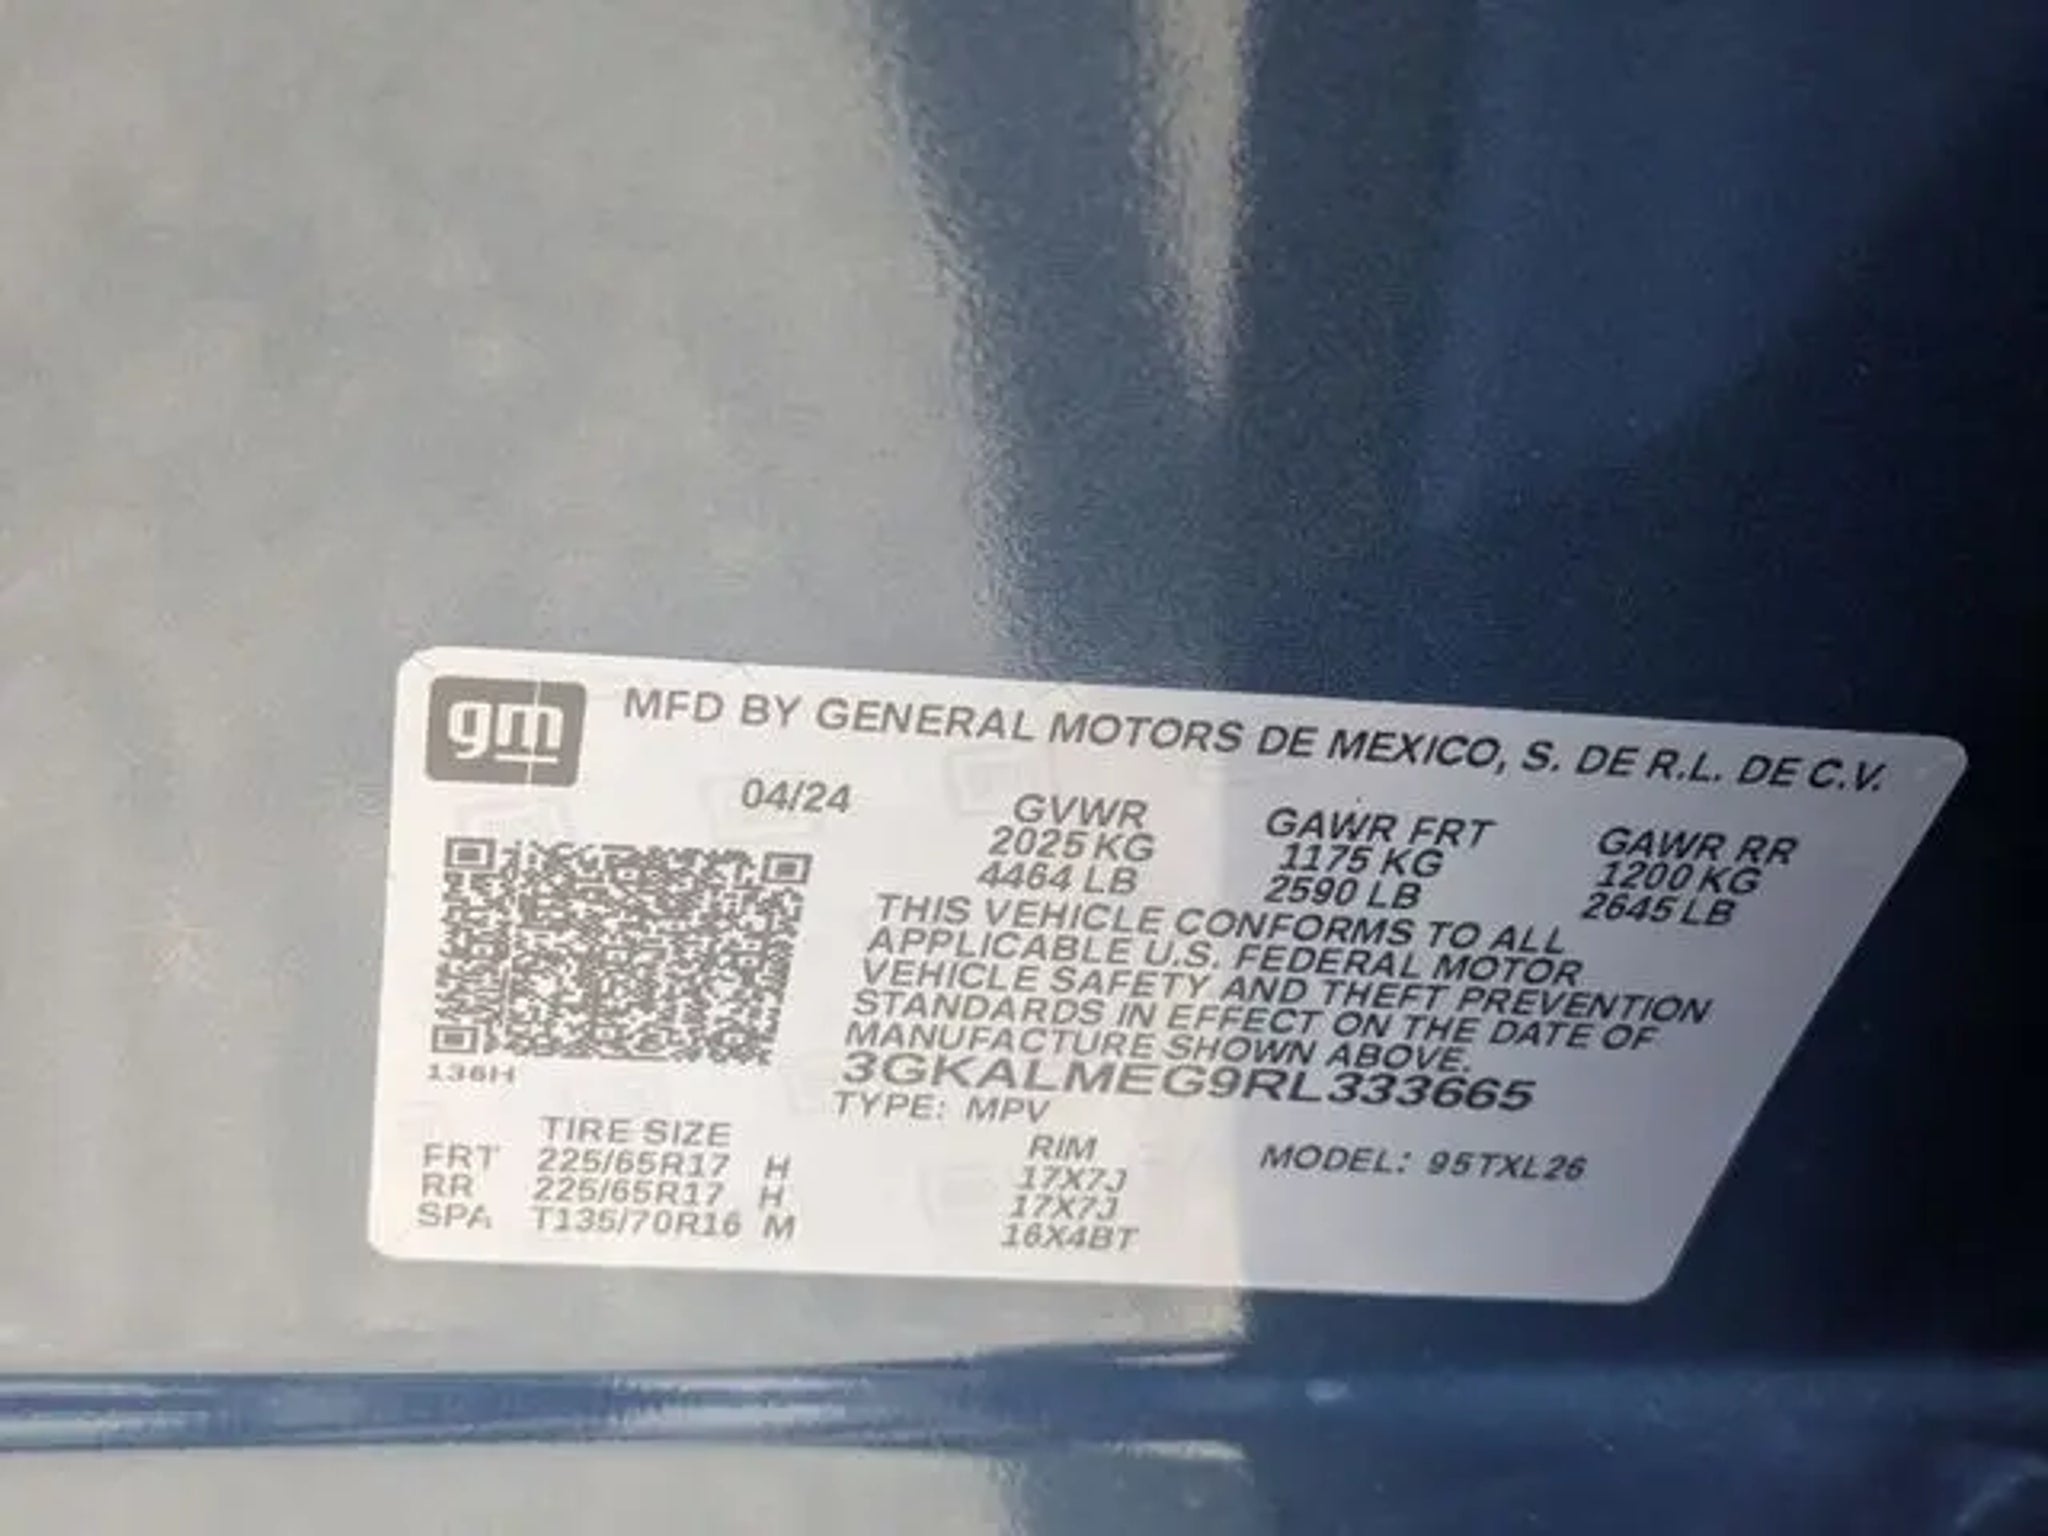 gm MFD BY GENERAL MOTORS DE MEXICO, S. DE R.L. DE C.V.
04/24 GVWR GAWR FRT GAWR RR
2025 KG 1175 KG 1200 KG
4464 LB 2590 LB 2645 LB
THIS VEHICLE CONFORMS TO ALL
APPLICABLE U.S. FEDERAL MOTOR
VEHICLE SAFETY AND THEFT PREVENTION
STANDARDS IN EFFECT ON THE DATE OF
MANUFACTURE SHOWN ABOVE.
136H 3GKALMEG9RL333665
TYPE: MPV
TIRE SIZE RIM MODEL: 95TXL26
FRT 225/65R17 H 17X7J
RR 225/65R17 H 17X7J
SPA T135/70R16 M 16X4BT